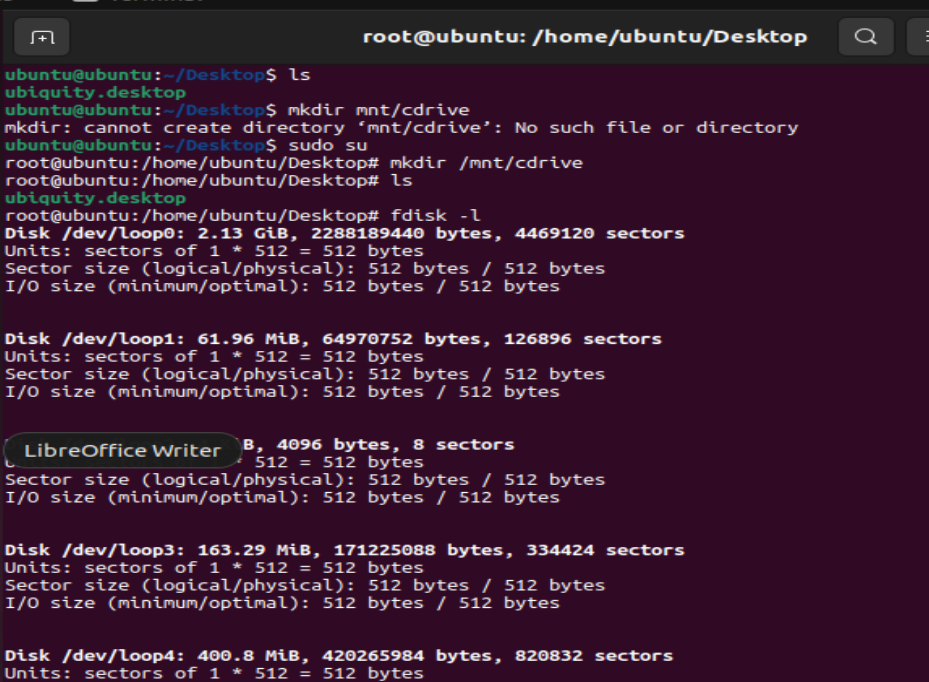 root@ubuntu: /home/ubuntu/Desktop
ubuntu@ubuntu:~/Desktop$ ls
ubiquity.desktop
ubuntu@ubuntu:~/Desktop$ mkdir mnt/cdrive
mkdir: cannot create directory ‘mnt/cdrive’: No such file or directory
ubuntu@ubuntu:~/Desktop$ sudo su
root@ubuntu:/home/ubuntu/Desktop# mkdir /mnt/cdrive
root@ubuntu:/home/ubuntu/Desktop# ls
ubiquity.desktop
root@ubuntu:/home/ubuntu/Desktop# fdisk -l
Disk /dev/loop0: 2.13 GiB, 2288189440 bytes, 4469120 sectors
Units: sectors of 1 * 512 = 512 bytes
Sector size (logical/physical): 512 bytes / 512 bytes
I/O size (minimum/optimal): 512 bytes / 512 bytes
Disk /dev/loop1: 61.96 MiB, 64970752 bytes, 126896 sectors
Units: sectors of 1 * 512 = 512 bytes
Sector size (logical/physical): 512 bytes / 512 bytes
I/O size (minimum/optimal): 512 bytes / 512 bytes
LibreOffice Writer
B, 4096 bytes, 8 sectors
* 512 = 512 bytes
Sector size (logical/physical): 512 bytes / 512 bytes
I/O size (minimum/optimal): 512 bytes / 512 bytes
Disk /dev/loop3: 163.29 MiB, 171225088 bytes, 334424 sectors
Units: sectors of 1 * 512 = 512 bytes
Sector size (logical/physical): 512 bytes / 512 bytes
I/O size (minimum/optimal): 512 bytes / 512 bytes
Disk /dev/loop4: 400.8 MiB, 420265984 bytes, 820832 sectors
Units: sectors of 1 * 512 = 512 bytes